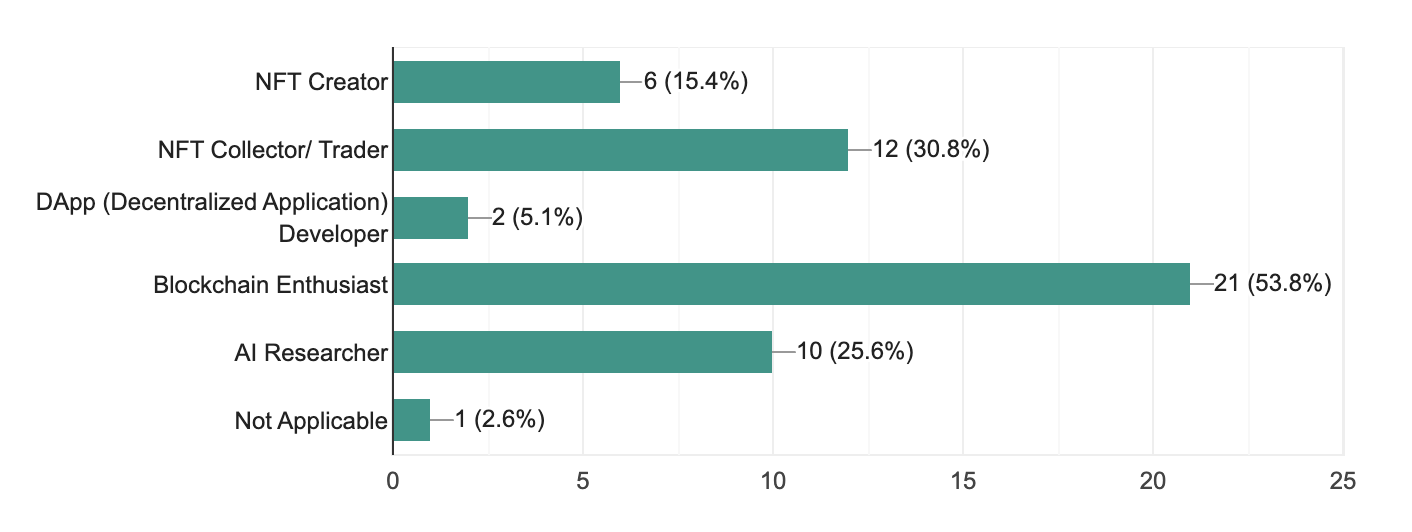 NFT Creator
6 (15.4%)
NFT Collector/ Trader
12 (30.8%)
DApp (Decentralized Application)
Developer
2 (5.1%)
Blockchain Enthusiast
21 (53.8%)
AI Researcher
10 (25.6%)
Not Applicable
1 (2.6%)
0 5 10 15 20 25